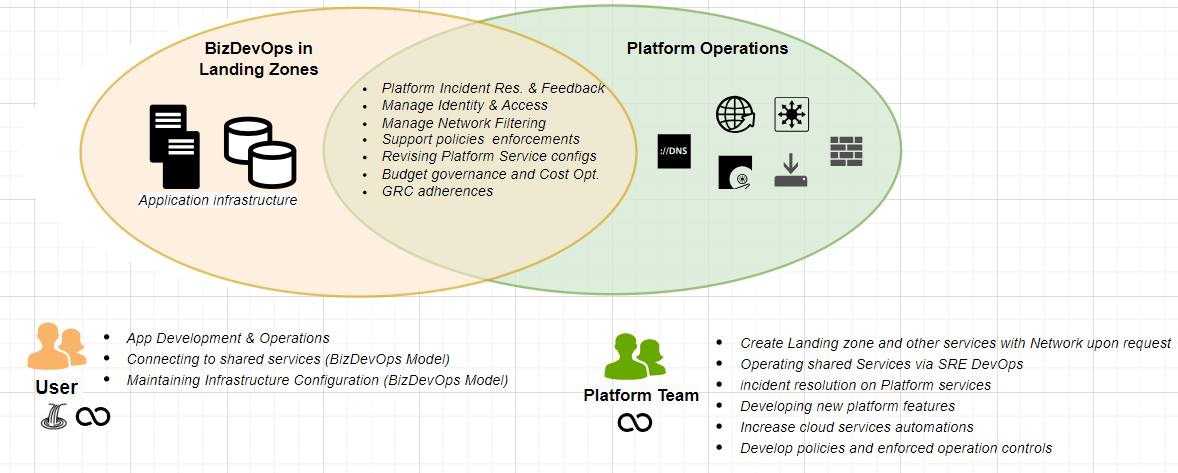 BizDevOps in
Landing Zones
Application infrastructure
• Platform Incident Res. & Feedback
• Manage Identity & Access
• Manage Network Filtering
• Support policies enforcements
• Revising Platform Service configs
• Budget governance and Cost Opt.
• GRC adherences
Platform Operations
://DNS
User
• App Development & Operations
• Connecting to shared services (BizDevOps Model)
• Maintaining Infrastructure Configuration (BizDevOps Model)
Platform Team
• Create Landing zone and other services with Network upon request
• Operating shared Services via SRE DevOps
• incident resolution on Platform services
• Developing new platform features
• Increase cloud services automations
• Develop policies and enforced operation controls